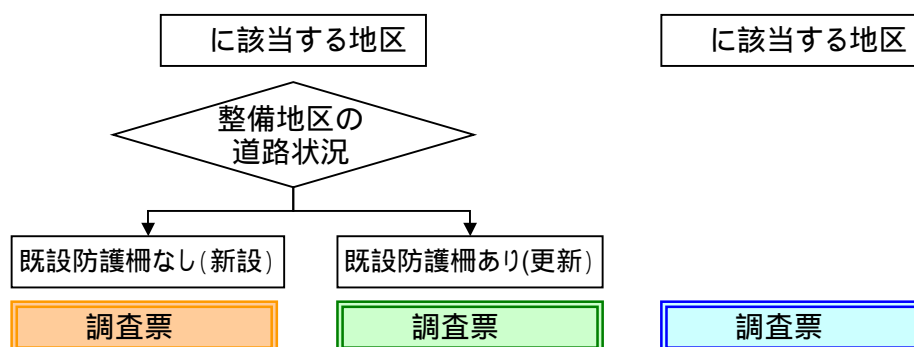 に該当する地区
に該当する地区
整備地区の
道路状況
既設防護柵なし(新設)
既設防護柵あり(更新)
調査票
調査票
調査票